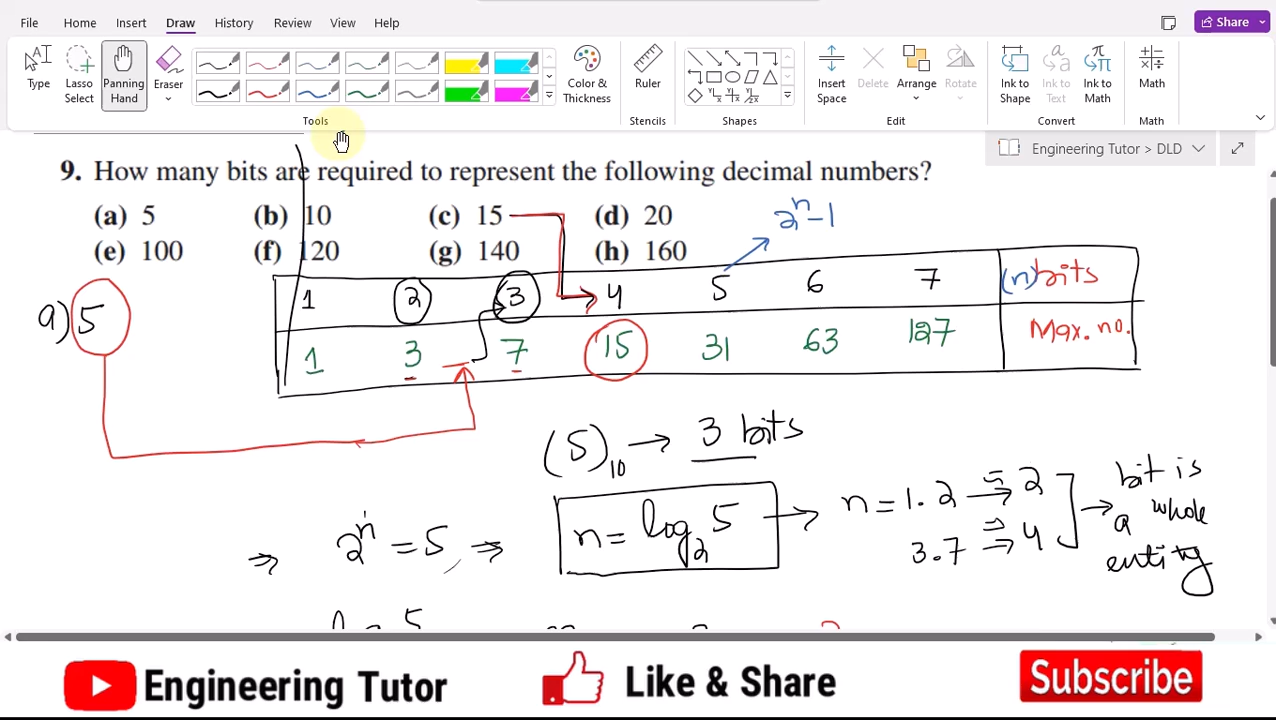 File Home Insert Draw History Review View Help Share
Type Lasso Select Panning Hand Eraser Color & Thickness Ruler Insert Space Delete Arrange Rotate Ink to Shape Ink to Text Ink to Math Math
Tools Stencils Shapes Edit Convert Math
Engineering Tutor > DLD
9. How many bits are required to represent the following decimal numbers?
(a) 5 (b) 10 (c) 15 (d) 20
2^n-1
(e) 100 (f) 120 (g) 140 (h) 160
1 2 3 4 5 6 7 (n) bits
a) 5
1 3 7 15 31 63 127 Max. no.
(5)10 → 3 bits
⇒ 2^n = 5, ⇒ n = log2 5 → n = 1.2 ⇒ 2
3.7 ⇒ 4
→ bit is
a whole
entity
Engineering Tutor Like & Share Subscribe